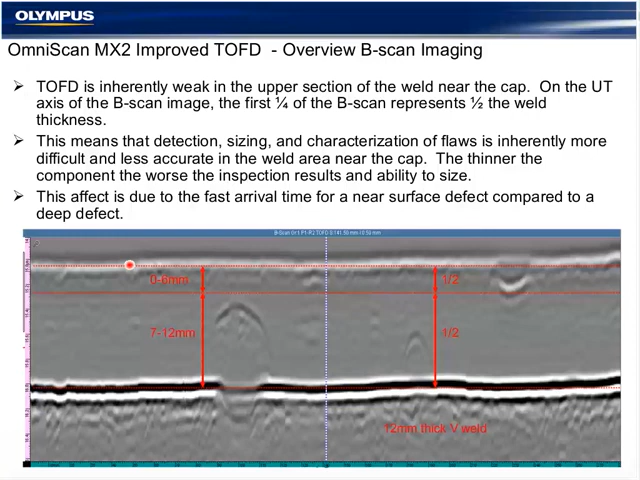 OLYMPUS
OmniScan MX2 Improved TOFD - Overview B-scan Imaging
➢ TOFD is inherently weak in the upper section of the weld near the cap. On the UT
axis of the B-scan image, the first ¼ of the B-scan represents ½ the weld
thickness.
➢ This means that detection, sizing, and characterization of flaws is inherently more
difficult and less accurate in the weld area near the cap. The thinner the
component the worse the inspection results and ability to size.
➢ This affect is due to the fast arrival time for a near surface defect compared to a
deep defect.
0-6mm
1/2
7-12mm
1/2
12mm thick V weld